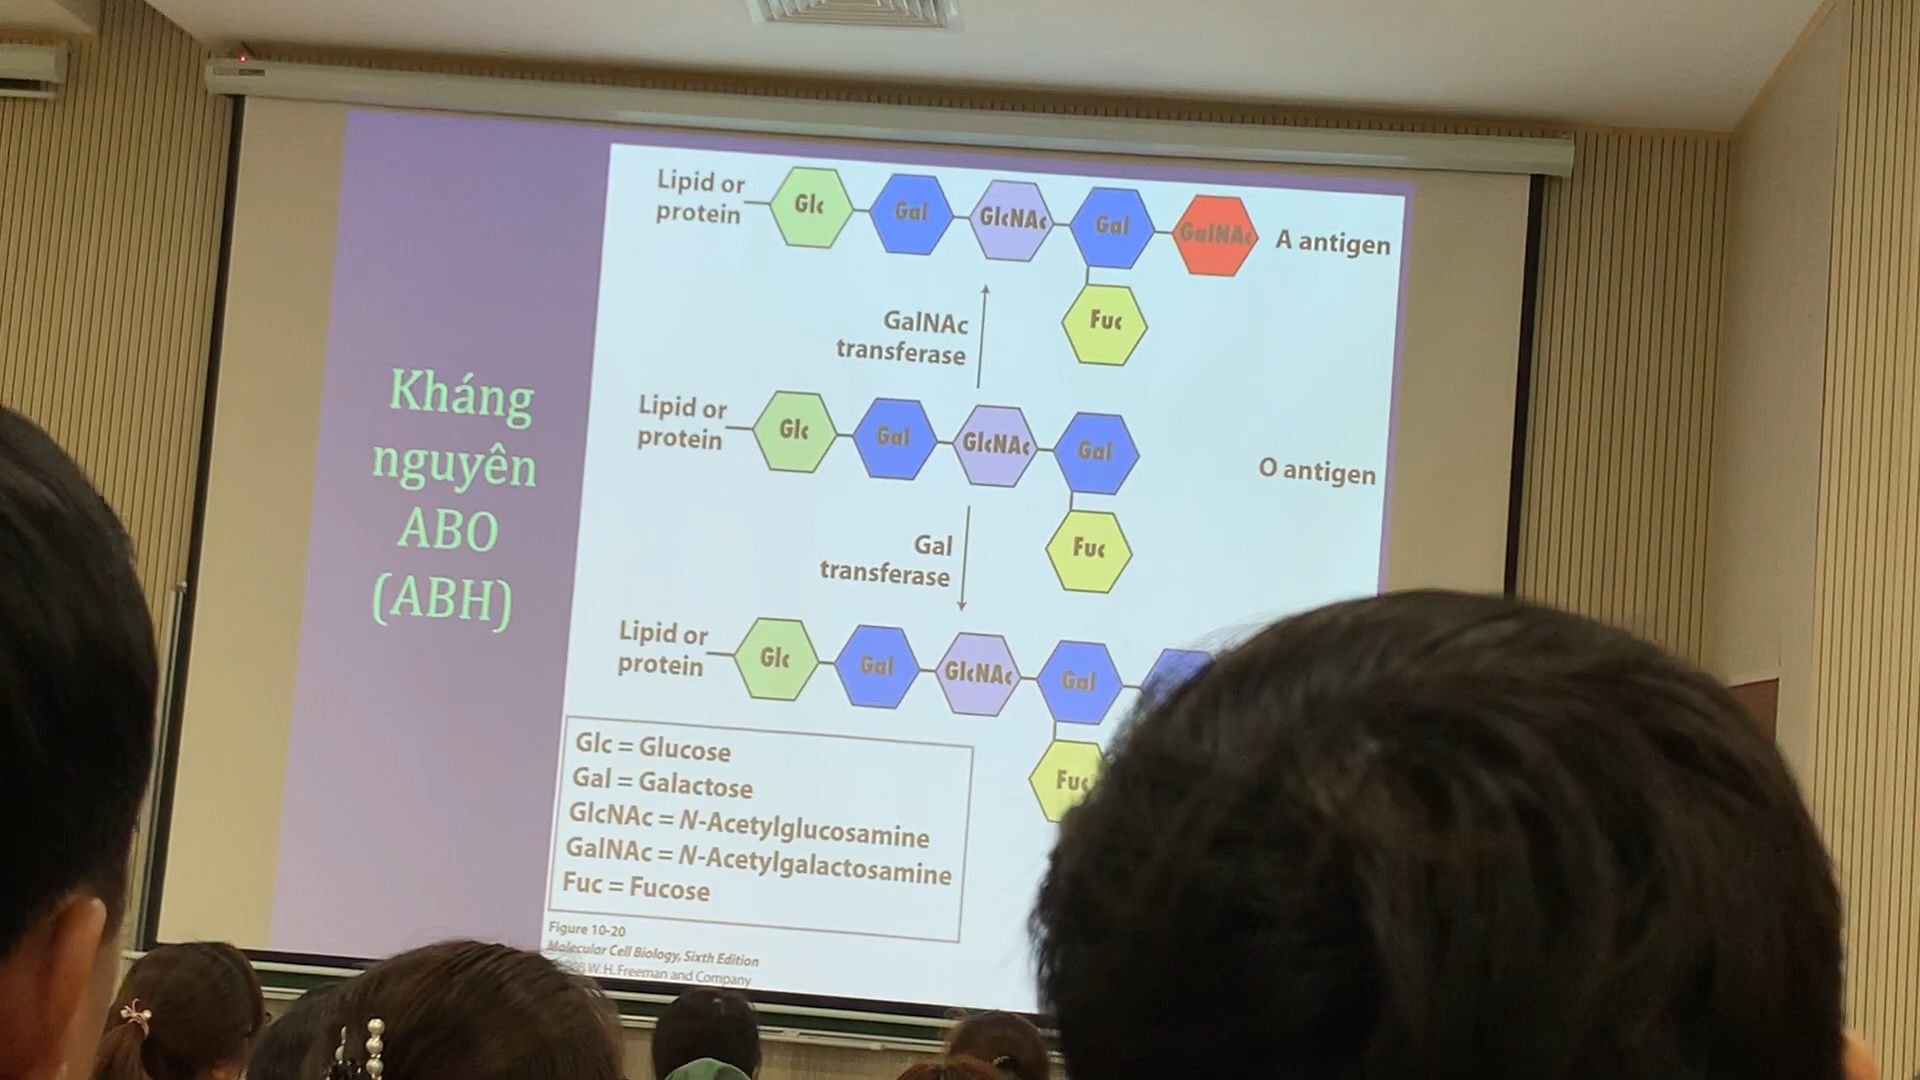 Kháng
nguyên
ABO
(ABH)
Lipid or
protein
Glc
Gal
GlcNAc
Gal
GalNAc
A antigen
Fuc
GalNAc
transferase
Lipid or
protein
Glc
Gal
GlcNAc
Gal
O antigen
Fuc
Gal
transferase
Lipid or
protein
Glc
Gal
GlcNAc
Gal
Fuc
Glc = Glucose
Gal = Galactose
GlcNAc = N-Acetylglucosamine
GalNAc = N-Acetylgalactosamine
Fuc = Fucose
Figure 10-20
Molecular Cell Biology, Sixth Edition
W. H. Freeman and Company